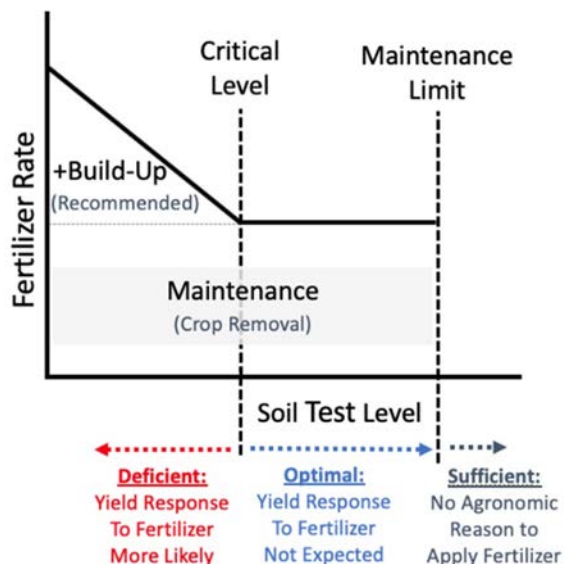 Critical
Level
Maintenance
Limit
Fertilizer Rate
+Build-Up
(Recommended)
Maintenance
(Crop Removal)
Soil Test Level
Deficient:
Yield Response
To Fertilizer
More Likely
Optimal:
Yield Response
To Fertilizer
Not Expected
Sufficient:
No Agronomic
Reason to
Apply Fertilizer